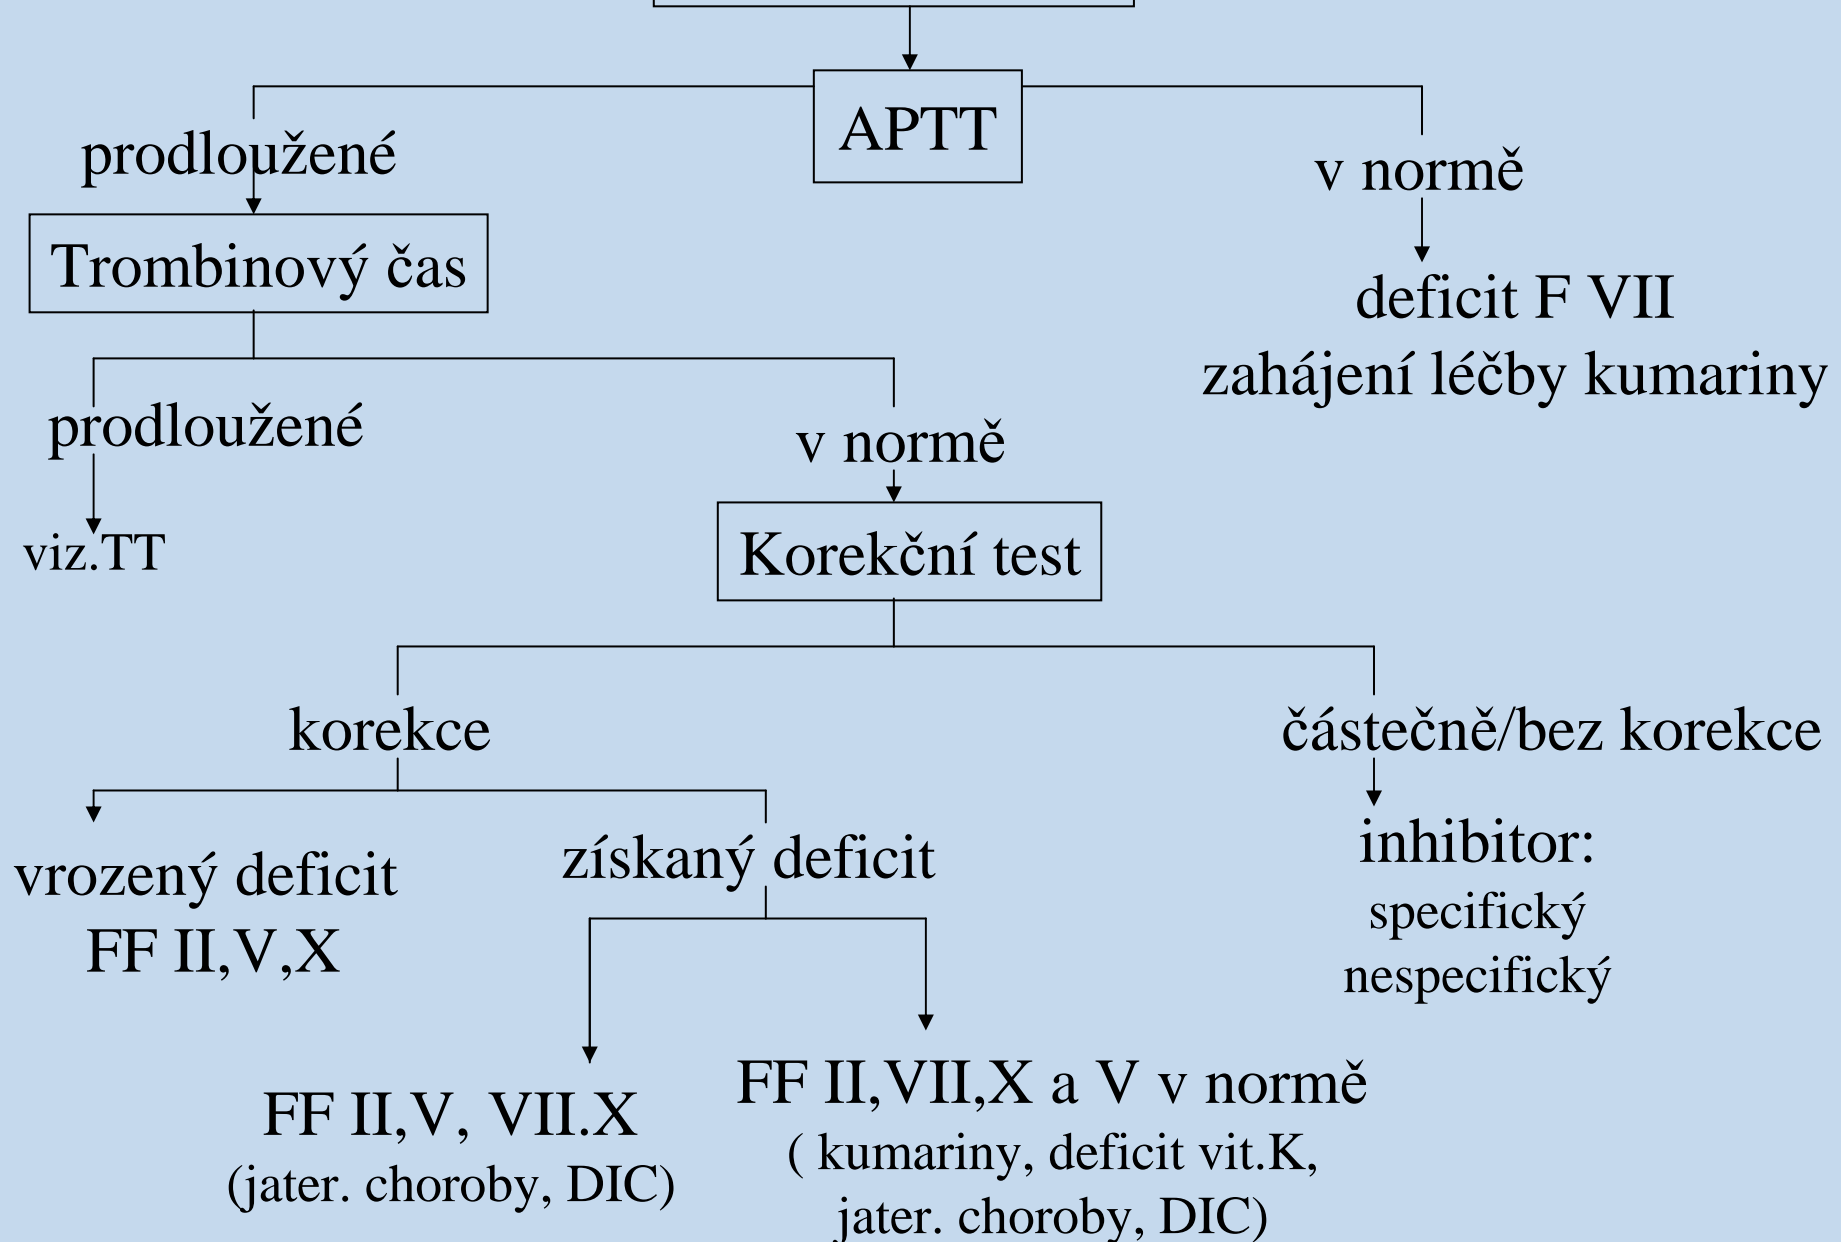 APTT
prodloužené
v normě
Trombinový čas
deficit F VII
zahájení léčby kumariny
prodloužené
v normě
viz.TT
Korekční test
korekce
částečně/bez korekce
vrozený deficit
FF II,V,X
získaný deficit
inhibitor:
specifický
nespecifický
FF II,V, VII.X
(jater. choroby, DIC)
FF II,VII,X a V v normě
( kumariny, deficit vit.K,
jater. choroby, DIC)